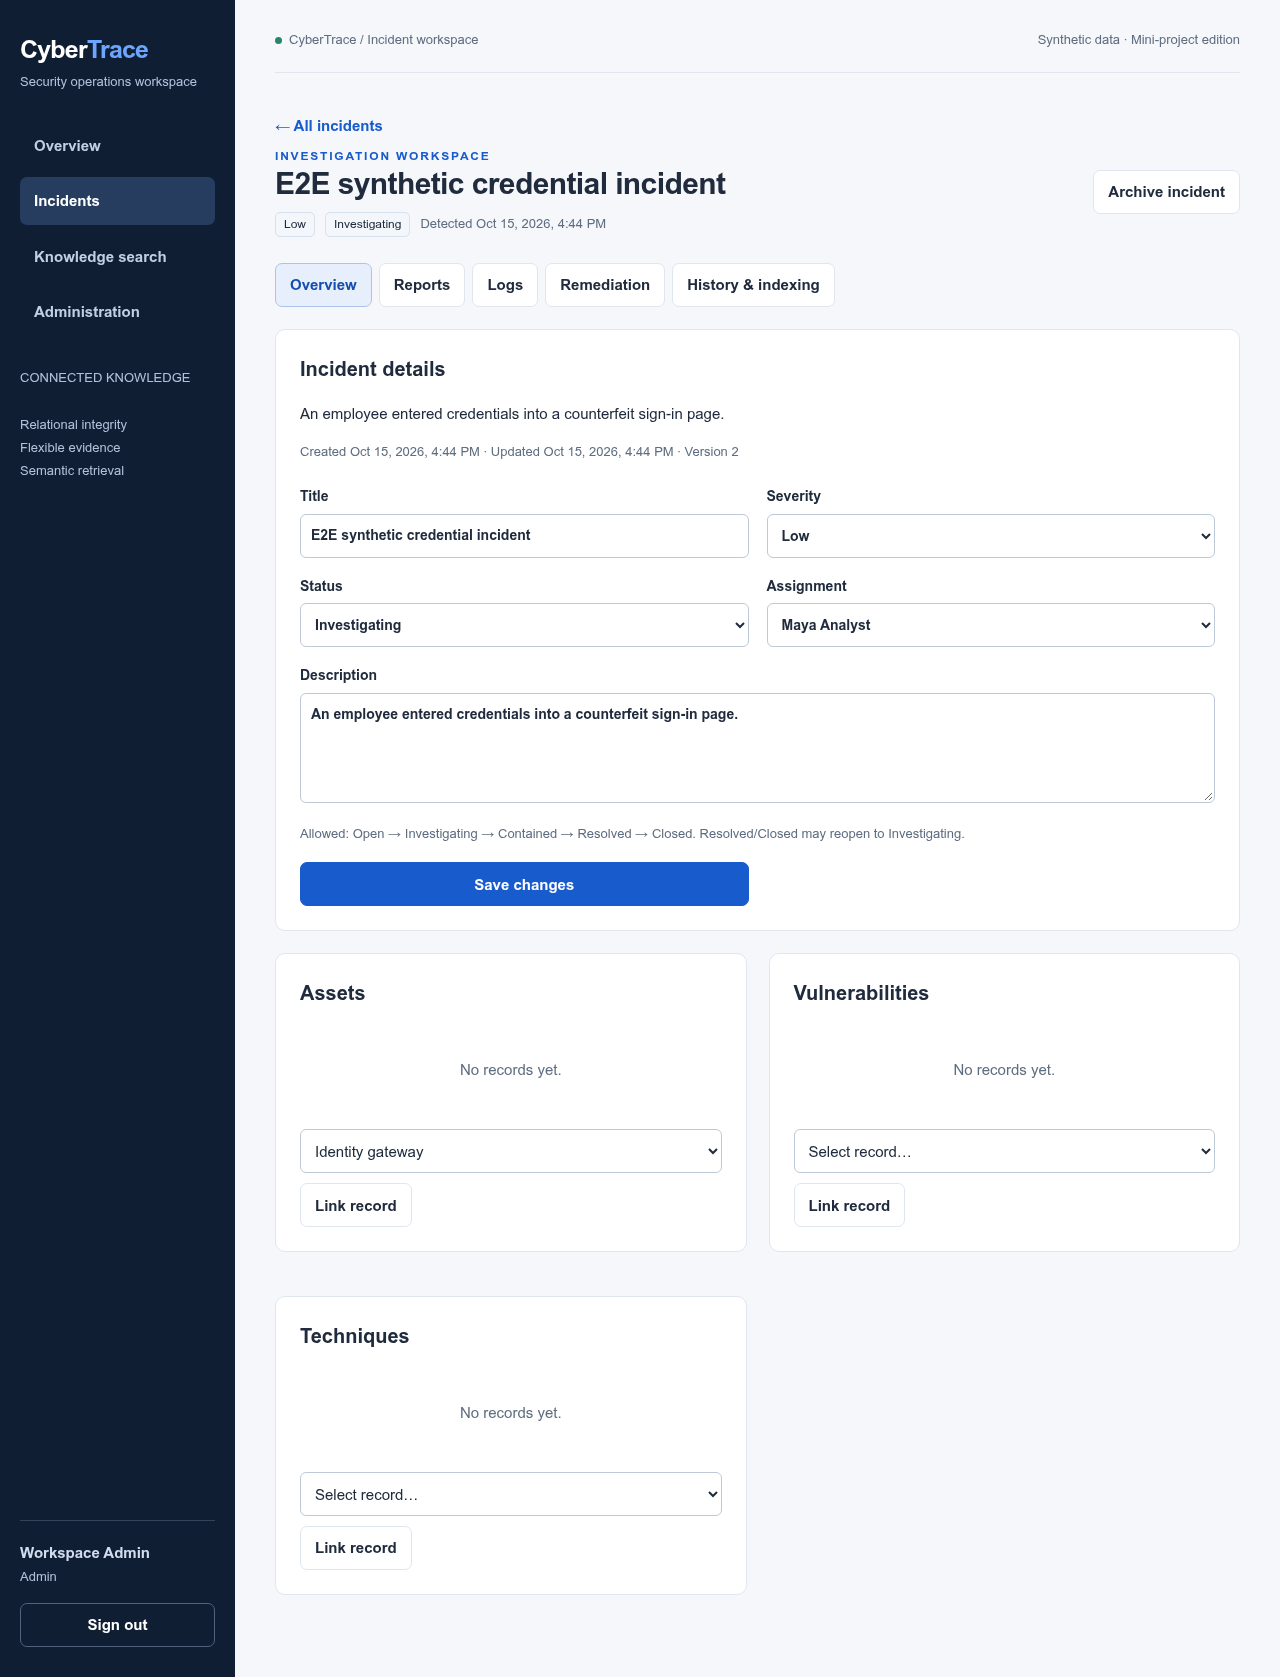 CyberTrace
Security operations workspace
Overview
Incidents
Knowledge search
Administration
CONNECTED KNOWLEDGE
Relational integrity
Flexible evidence
Semantic retrieval
Workspace Admin
Admin
Sign out
CyberTrace / Incident workspace
Synthetic data · Mini-project edition
← All incidents
INVESTIGATION WORKSPACE
E2E synthetic credential incident
Archive incident
Low Investigating Detected Oct 15, 2026, 4:44 PM
Overview Reports Logs Remediation History & indexing
Incident details
An employee entered credentials into a counterfeit sign-in page.
Created Oct 15, 2026, 4:44 PM · Updated Oct 15, 2026, 4:44 PM · Version 2
Title
E2E synthetic credential incident
Severity
Low
Status
Investigating
Assignment
Maya Analyst
Description
An employee entered credentials into a counterfeit sign-in page.
Allowed: Open → Investigating → Contained → Resolved → Closed. Resolved/Closed may reopen to Investigating.
Save changes
Assets
No records yet.
Identity gateway
Link record
Vulnerabilities
No records yet.
Select record…
Link record
Techniques
No records yet.
Select record…
Link record